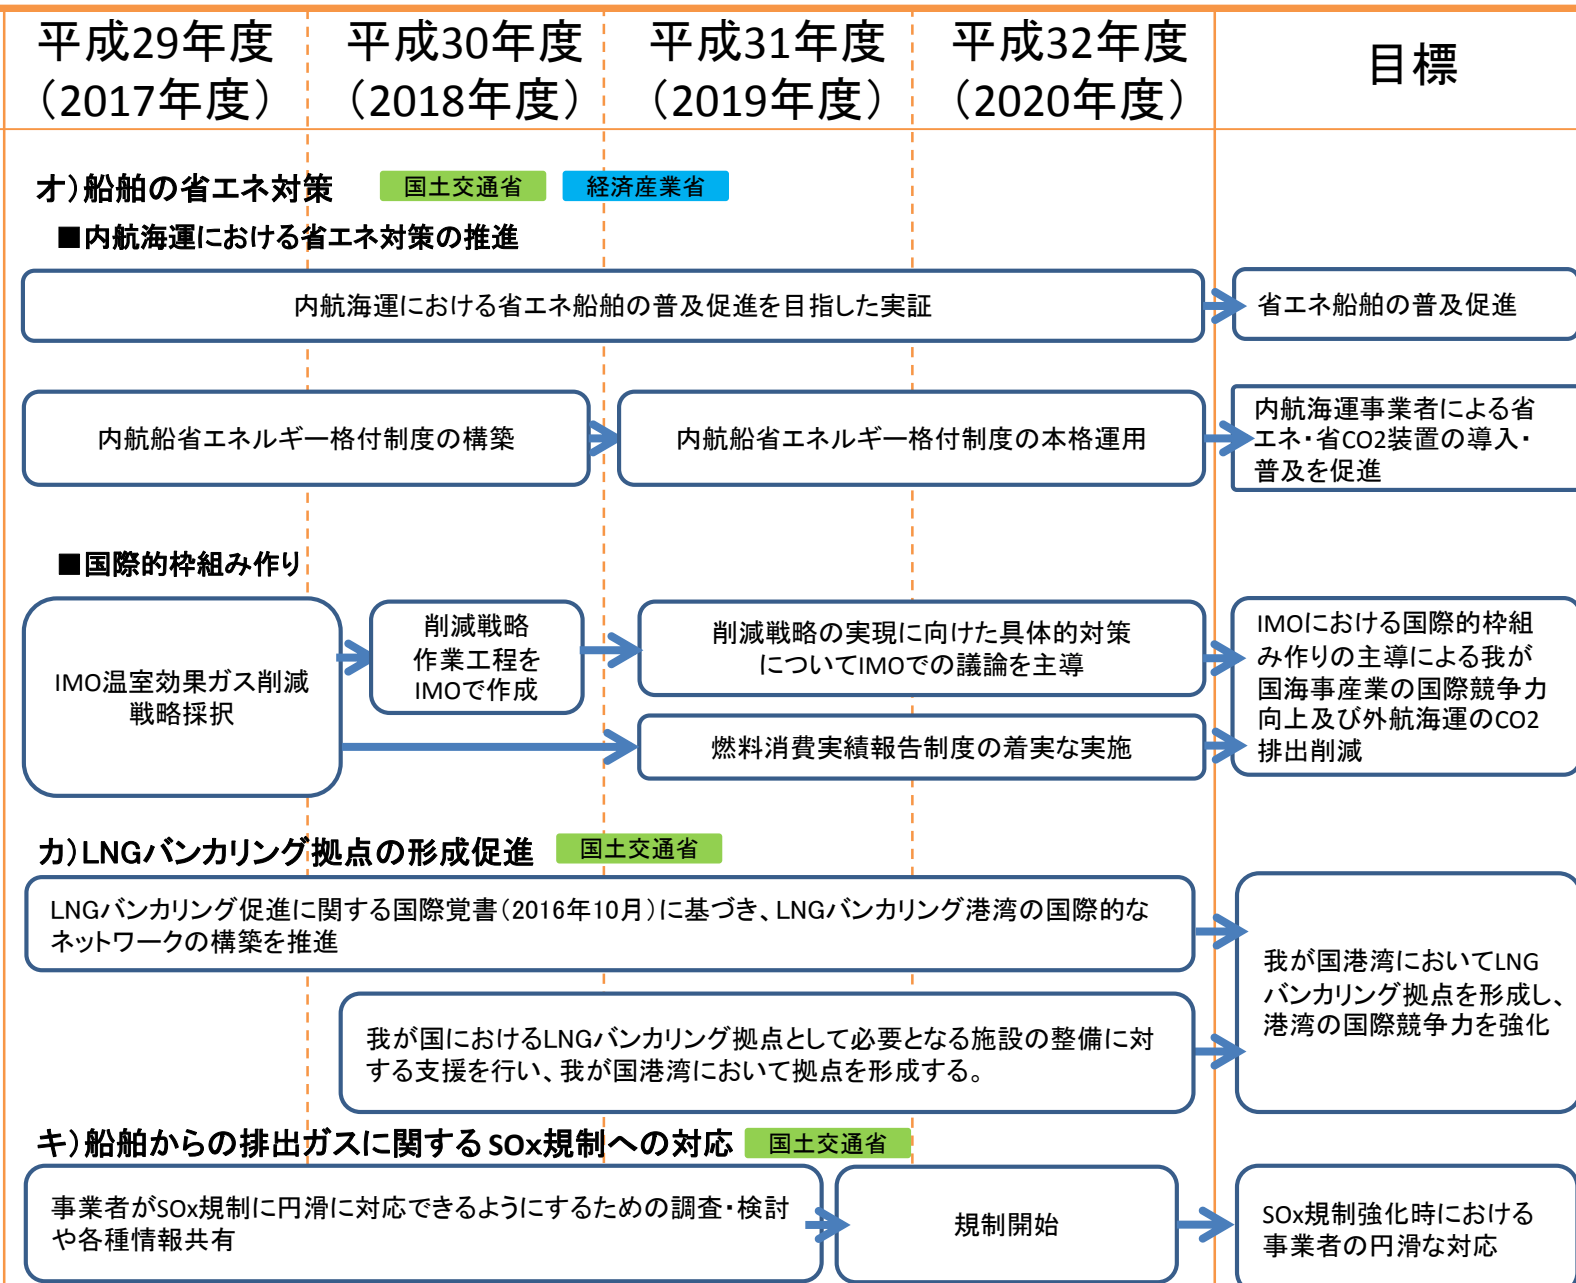 平成29年度
（2017年度）
平成30年度
（2018年度）
平成31年度
（2019年度）
平成32年度
（2020年度）
目標
オ）船舶の省エネ対策
国土交通省
経済産業省
■内航海運における省エネ対策の推進
内航海運における省エネ船舶の普及促進を目指した実証
省エネ船舶の普及促進
内航船省エネルギー格付制度の構築
内航船省エネルギー格付制度の本格運用
内航海運事業者による省
エネ・省CO2装置の導入・
普及を促進
■国際的枠組み作り
IMO温室効果ガス削減
戦略採択
削減戦略
作業工程を
IMOで作成
削減戦略の実現に向けた具体的対策
についてIMOでの議論を主導
燃料消費実績報告制度の着実な実施
IMOにおける国際的枠組
み作りの主導による我が
国海事産業の国際競争力
向上及び外航海運のCO2
排出削減
カ）LNGバンカリング拠点の形成促進
国土交通省
LNGバンカリング促進に関する国際覚書（2016年10月）に基づき、LNGバンカリング港湾の国際的な
ネットワークの構築を推進
我が国におけるLNGバンカリング拠点として必要となる施設の整備に対
する支援を行い、我が国港湾において拠点を形成する。
我が国港湾においてLNG
バンカリング拠点を形成し、
港湾の国際競争力を強化
キ）船舶からの排出ガスに関するSOx規制への対応
国土交通省
事業者がSOx規制に円滑に対応できるようにするための調査・検討
や各種情報共有
規制開始
SOx規制強化時における
事業者の円滑な対応